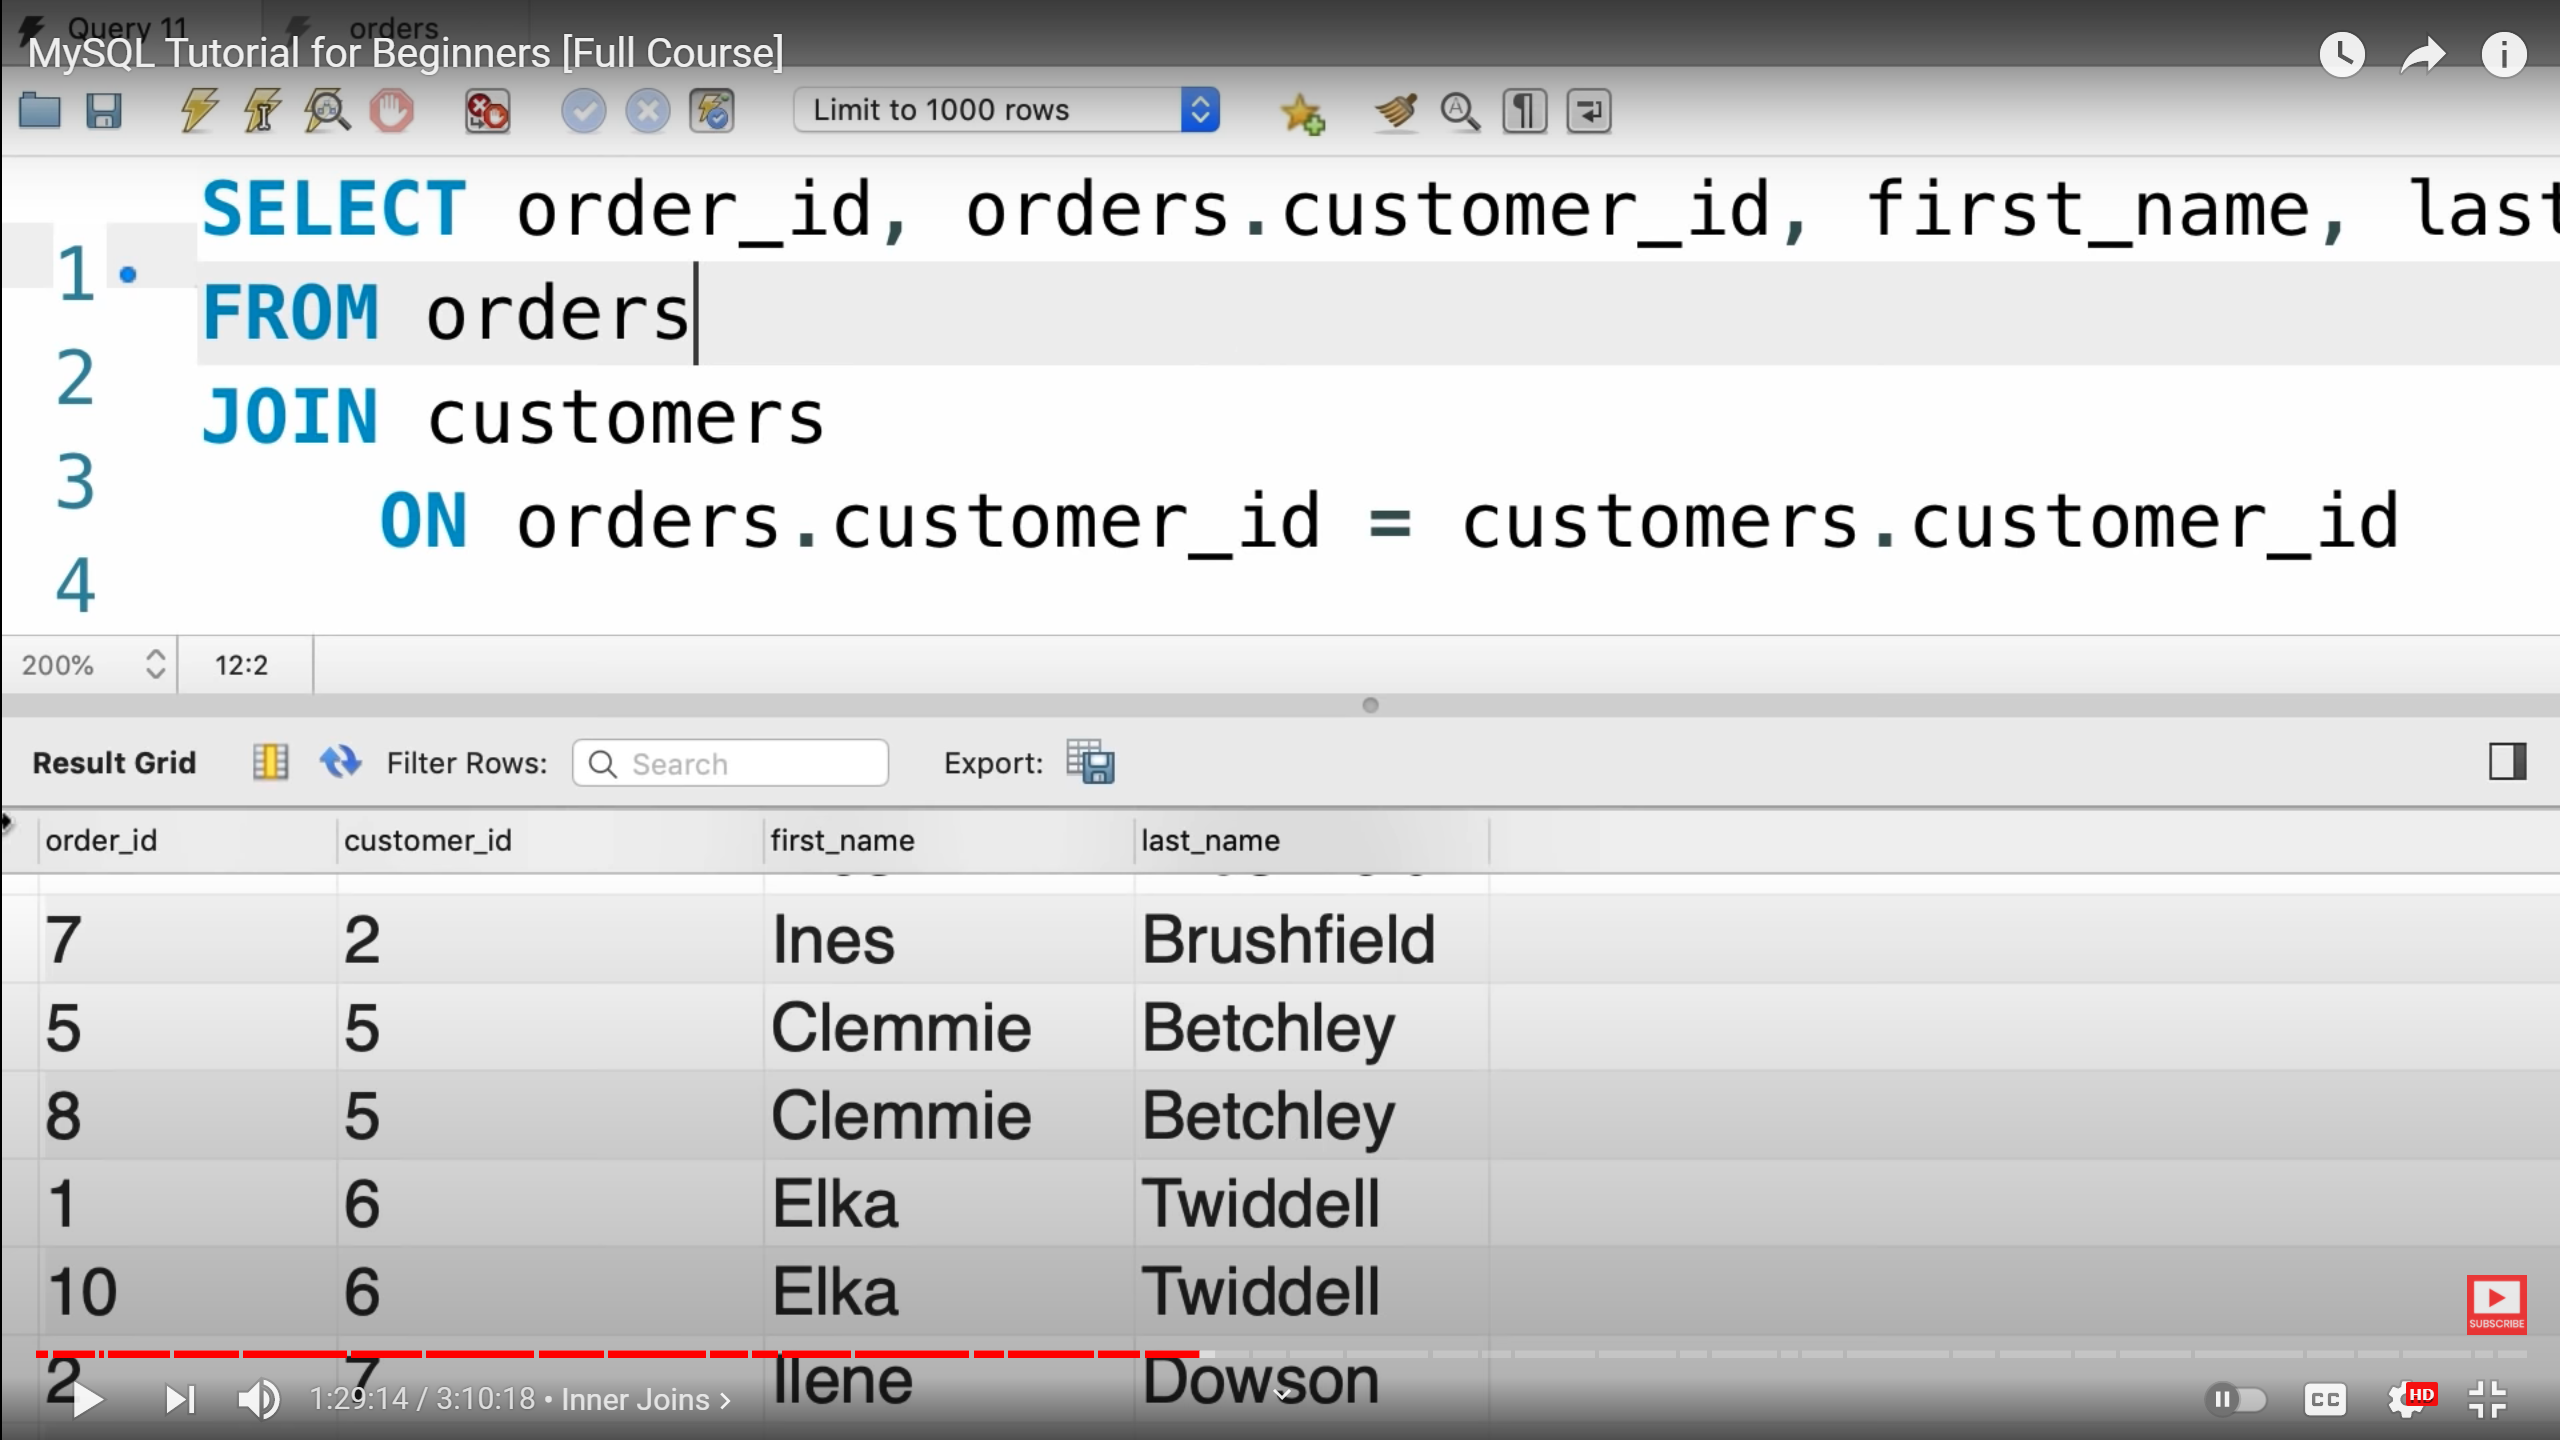 Query 11 orders
MySQL Tutorial for Beginners [Full Course]
Limit to 1000 rows
1 SELECT order_id, orders.customer_id, first_name, last
2 FROM orders
3 JOIN customers
4 ON orders.customer_id = customers.customer_id
200% 12:2
Result Grid Filter Rows: Search Export:
order_id customer_id first_name last_name
7 2 Ines Brushfield
5 5 Clemmie Betchley
8 5 Clemmie Betchley
1 6 Elka Twiddell
10 6 Elka Twiddell
SUBSCRIBE
2 7 Ilene Dowson
1:29:14 / 3:10:18 • Inner Joins >
CC HD